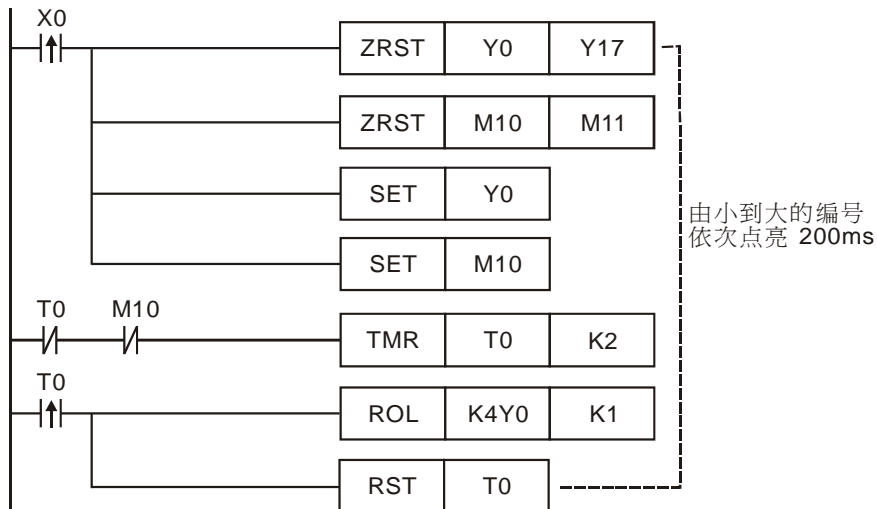 X0
ZRST Y0 Y17
ZRST M10 M11
SET Y0
SET M10
由小到大的编号
依次点亮 200ms
T0 M10
TMR T0 K2
T0
ROL K4Y0 K1
RST T0